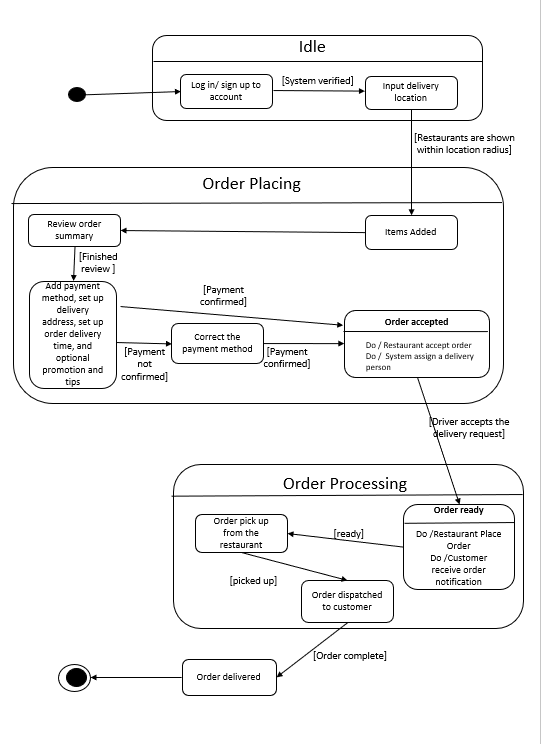 Idle
Log in/ sign up to
account
[System verified]
Input delivery
location
[Restaurants are shown
within location radius]
Order Placing
Review order
summary
Items Added
[Finished
review ]
Add payment
method, set up
delivery
address, set up
order delivery
time, and
optional
promotion and
tips
[Payment
confirmed]
[Payment
not
confirmed]
Correct the
payment method
[Payment
confirmed]
Order accepted
Do / Restaurant accept order
Do /  System assign a delivery
person
[Driver accepts the
delivery request]
Order Processing
Order pick up
from the
restaurant
[ready]
Order ready
Do /Restaurant Place
Order
Do /Customer
receive order
notification
[picked up]
Order dispatched
to customer
[Order complete]
Order delivered